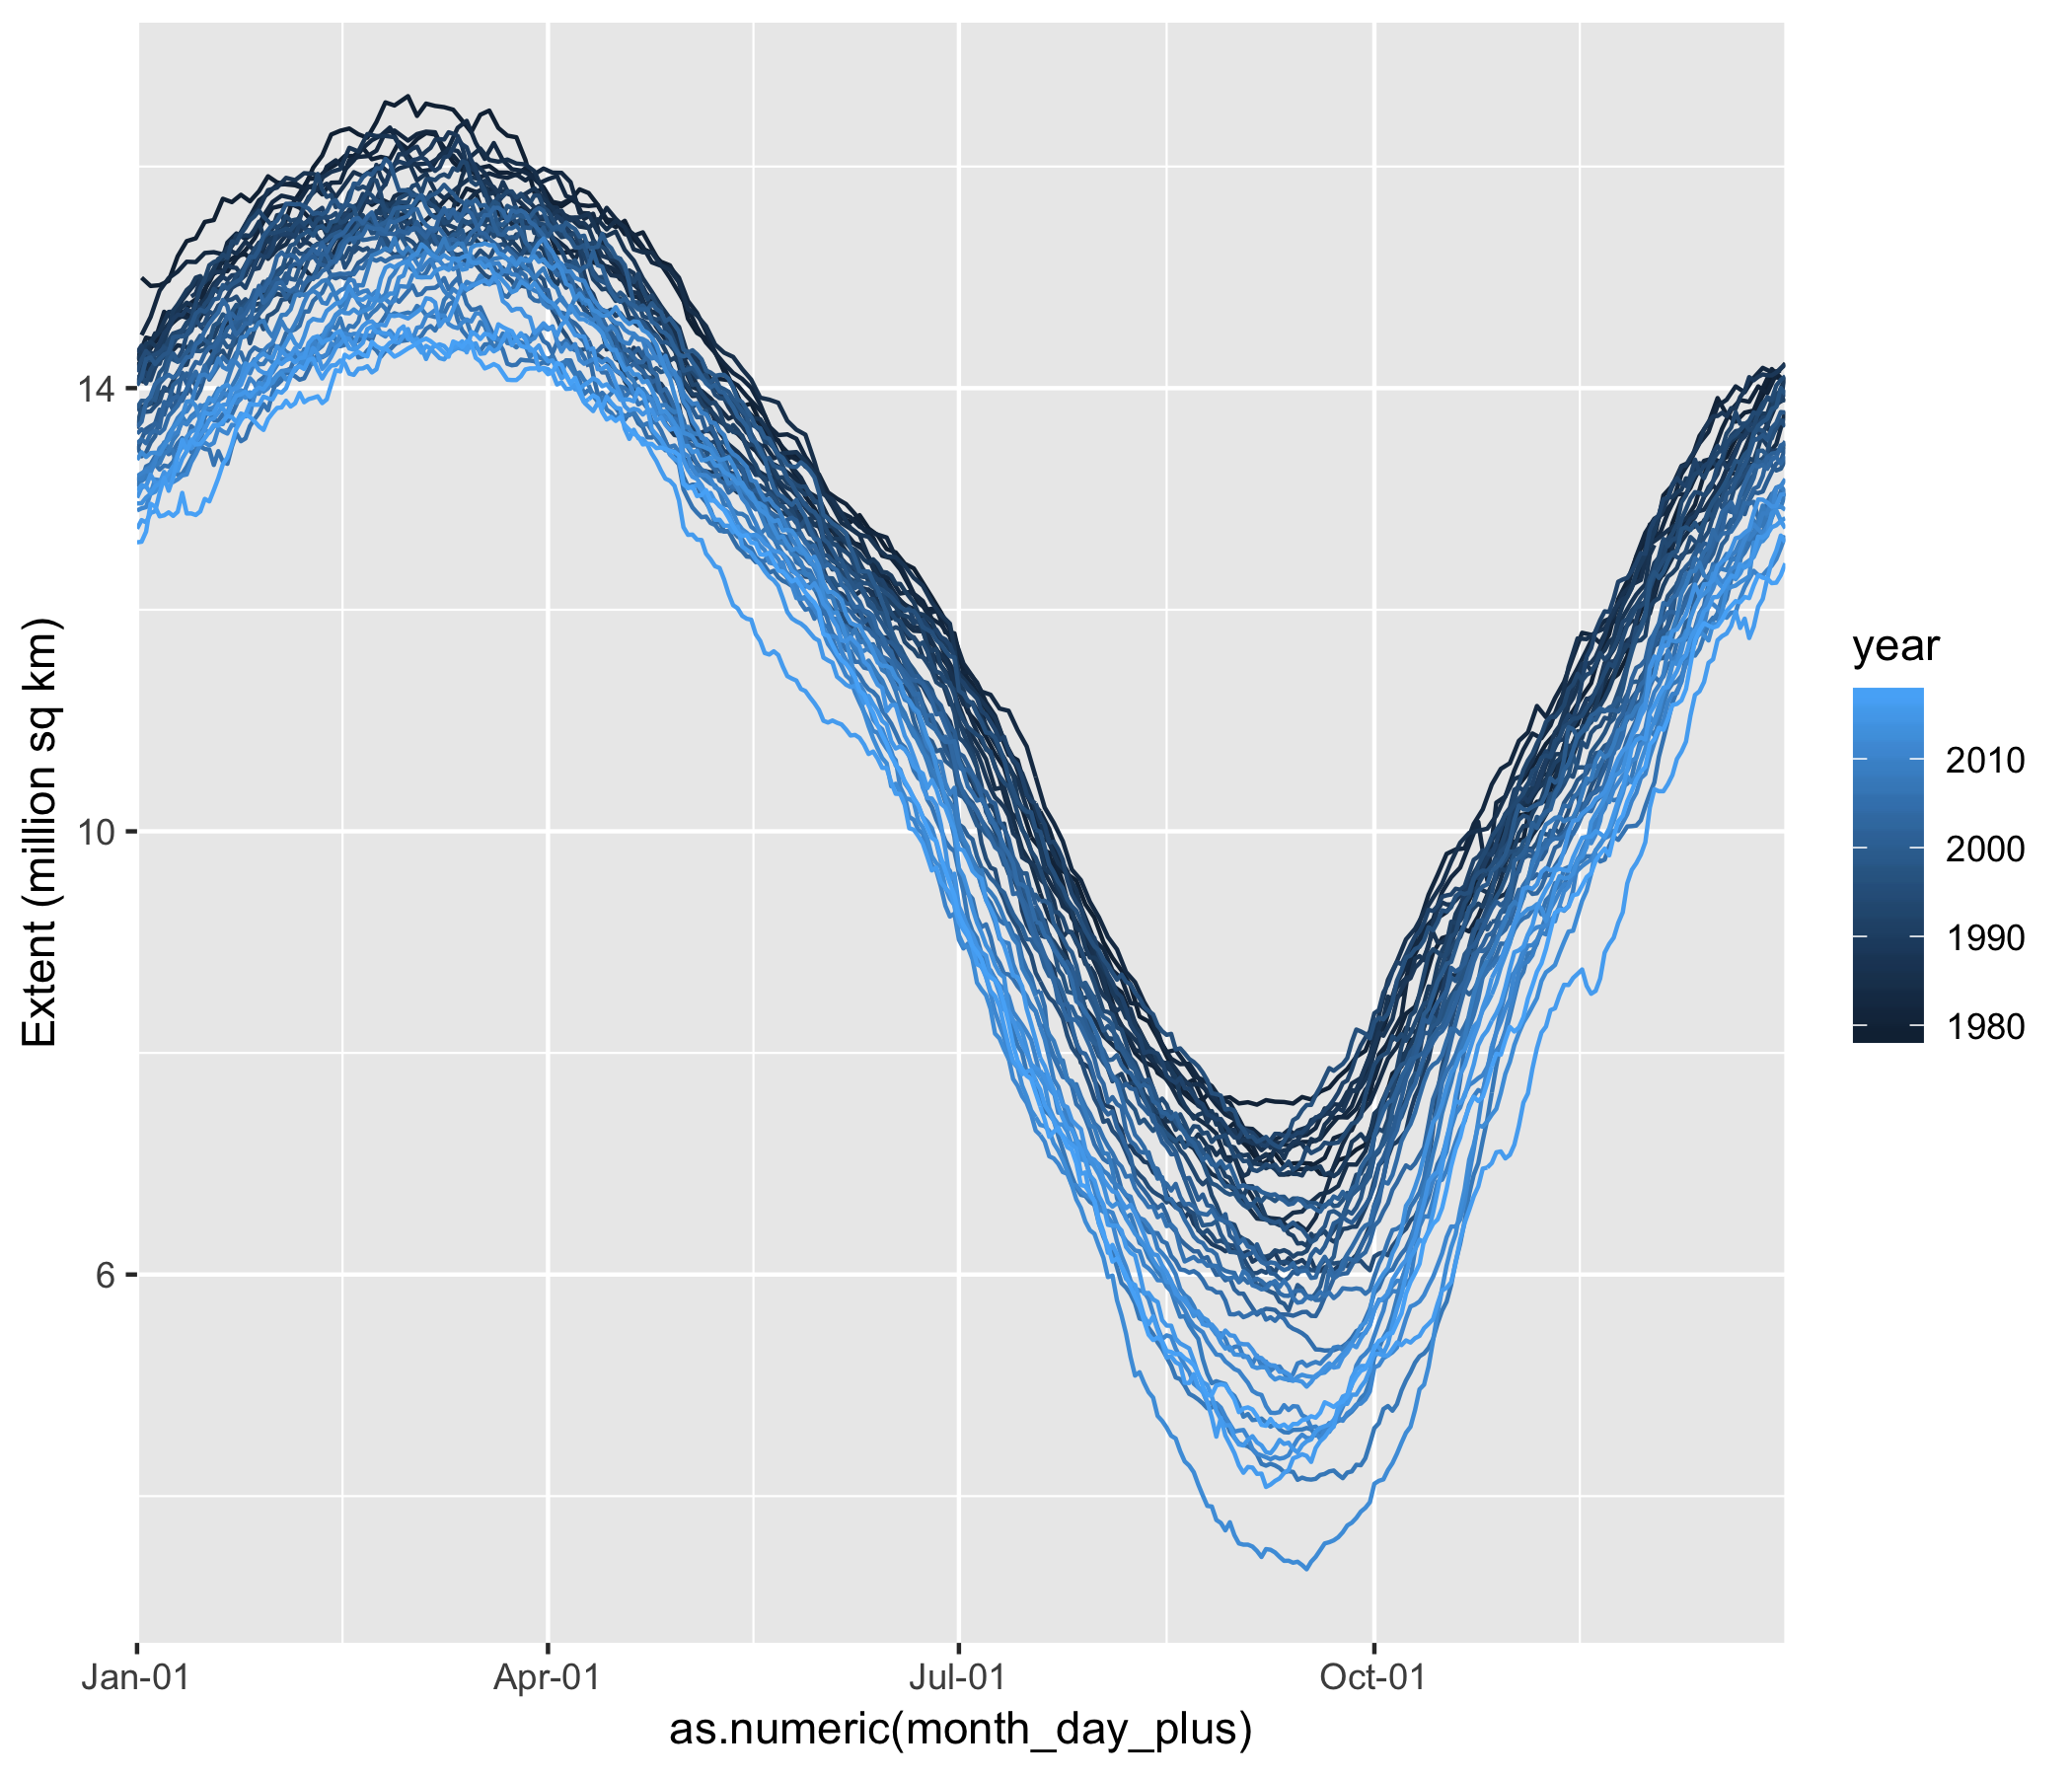 Extent (million sq km)
14
10
6
Jan-01
Apr-01
Jul-01
Oct-01
as.numeric(month_day_plus)
year
2010
2000
1990
1980